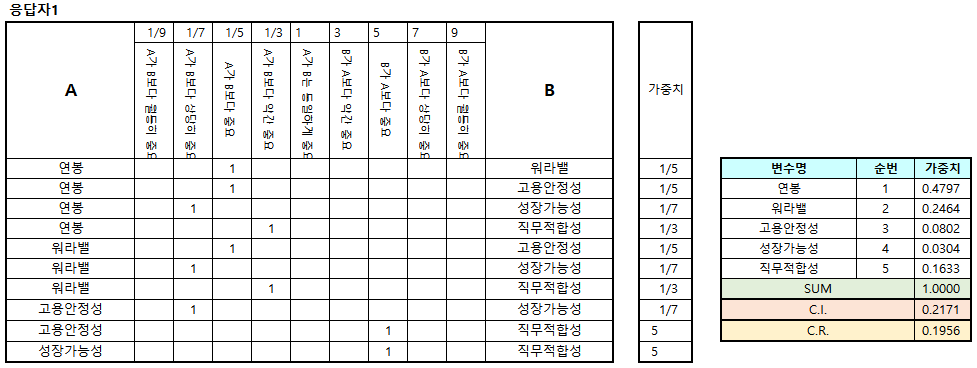 응답자1
A 1/9 1/7 1/5 1/3 1 3 5 7 9 B 가중치
A가 B보다 월등히 중요
A가 B보다 상당히 중요
A가 B보다 중요
A가 B보다 약간 중요
A가 B는 동일하게 중요
B가 A보다 약간 중요
B가 A보다 중요
B가 A보다 상당히 중요
B가 A보다 월등히 중요
연봉 1 워라밸 1/5
연봉 1 고용안정성 1/5
연봉 1 성장가능성 1/7
연봉 1 직무적합성 1/3
워라밸 1 고용안정성 1/5
워라밸 1 성장가능성 1/7
워라밸 1 직무적합성 1/3
고용안정성 1 성장가능성 1/7
고용안정성 1 직무적합성 5
성장가능성 1 직무적합성 5
변수명 순번 가중치
연봉 1 0.4797
워라밸 2 0.2464
고용안정성 3 0.0802
성장가능성 4 0.0304
직무적합성 5 0.1633
SUM 1.0000
C.I. 0.2171
C.R. 0.1956